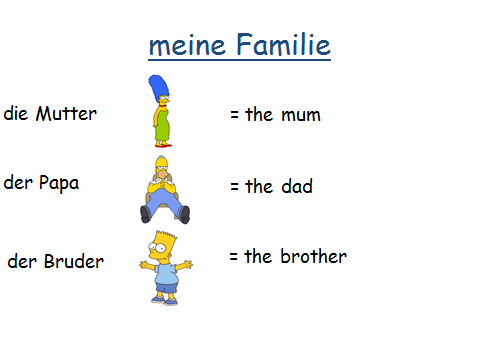 meine Familie
die Mutter = the mum
der Papa = the dad
der Bruder = the brother